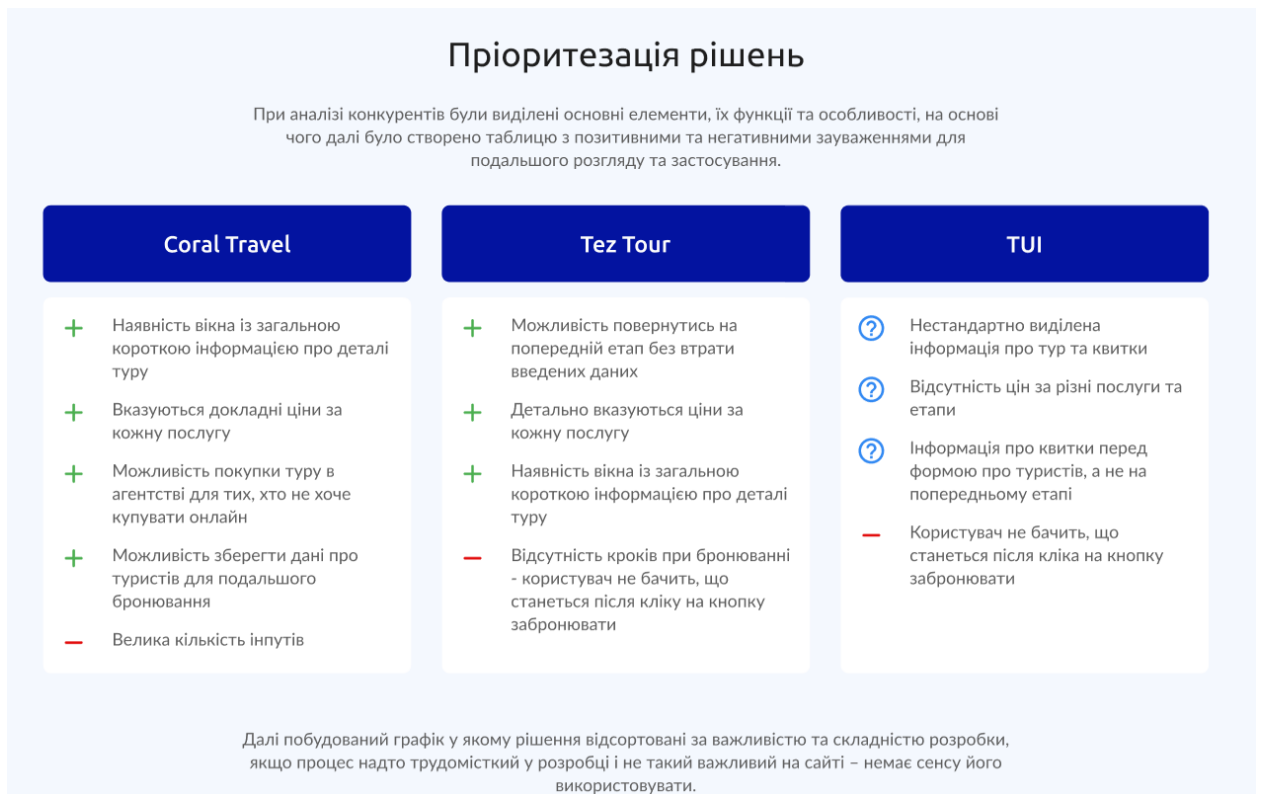 Пріоритезація рішень
При аналізі конкурентів були виділені основні елементи, їх функції та особливості, на основі
чого далі було створено таблицю з позитивними та негативними зауваженнями для
подальшого розгляду та застосування.
Coral Travel
Наявність вікна із загальною
короткою інформацією про деталі
туру
Вказуються докладні ціни за
кожну послугу
Можливість покупки туру в
агентстві для тих, хто не хоче
купувати онлайн
Можливість зберегти дані про
туристів для подальшого
бронювання
Велика кількість інпутів
Tez Tour
Можливість повернутись на
попередній етап без втрати
введених даних
Детально вказуються ціни за
кожну послугу
Наявність вікна із загальною
короткою інформацією про деталі
туру
Відсутність кроків при бронюванні
- користувач не бачить, що
станеться після кліку на кнопку
забронювати
TUI
Нестандартно виділена
інформація про тур та квитки
Відсутність цін за різні послуги та
етапи
Інформація про квитки перед
формою про туристів, а не на
попередньому етапі
Користувач не бачить, що
станеться після кліка на кнопку
забронювати
Далі побудований графік у якому рішення відсортовані за важливістю та складністю розробки,
якщо процес надто трудомісткий у розробці і не такий важливий на сайті – немає сенсу його
використовувати.